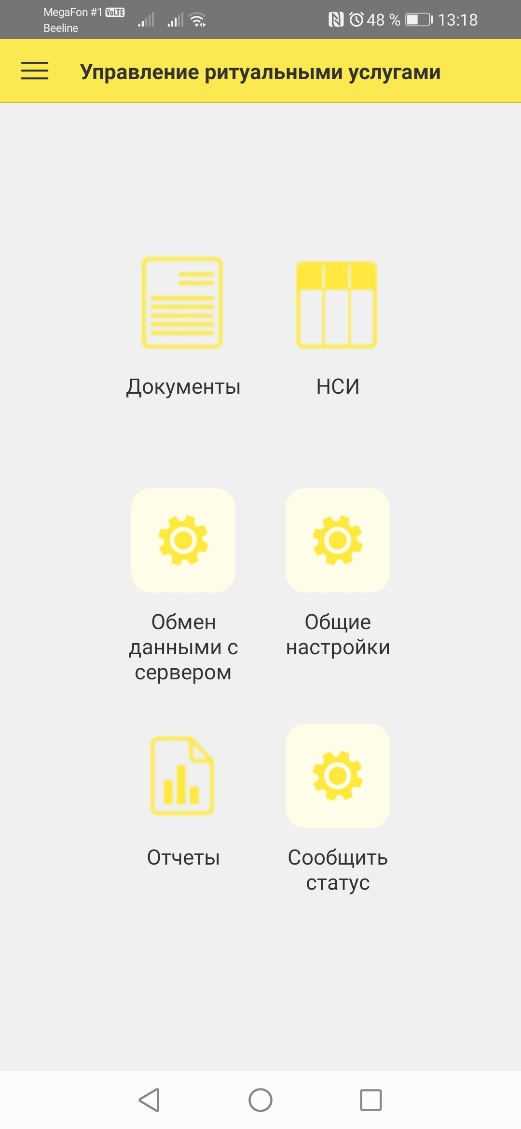 MegaFon #1 VoLTE
Beeline
48 % 13:18
Управление ритуальными услугами
Документы
НСИ
Обмен
данными с
сервером
Общие
настройки
Отчеты
Сообщить
статус